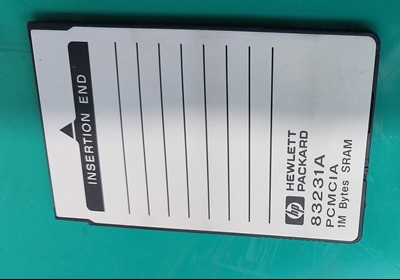 INSERTION END
hp HEWLETT
PACKARD
83231A
PCMCIA
1M Bytes SRAM